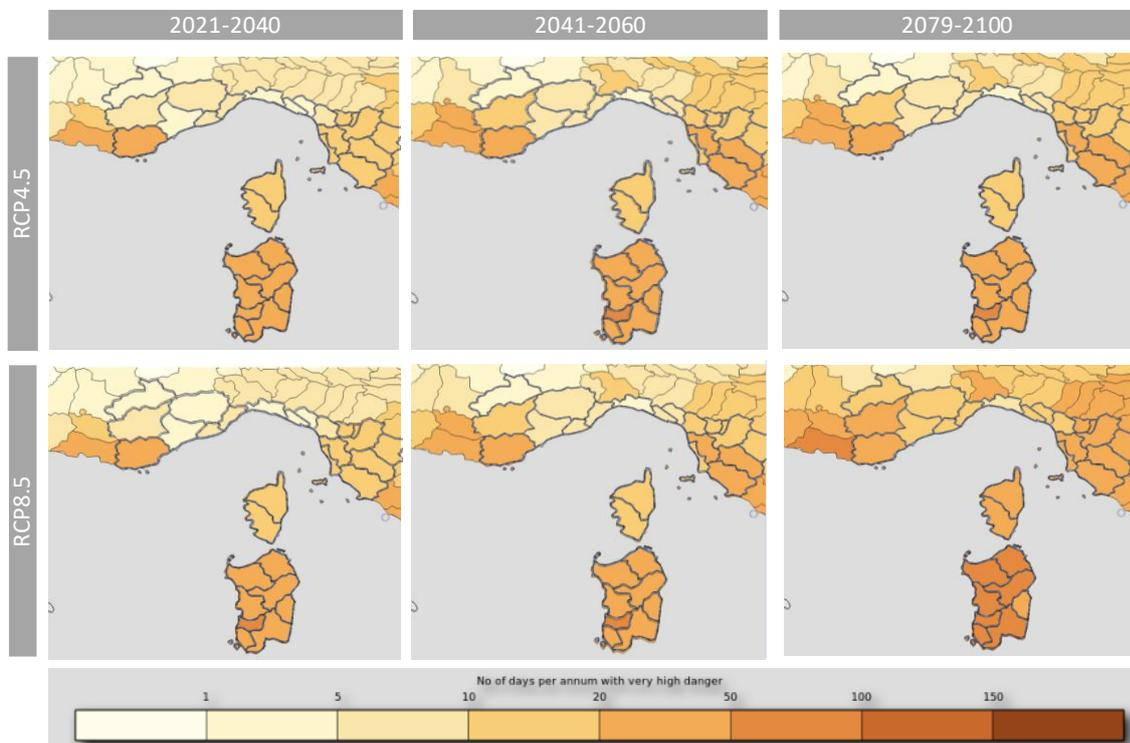 2021-2040
2041-2060
2079-2100
RCP4.5
RCP8.5
No of days per annum with very high danger
1 5 10 20 50 100 150